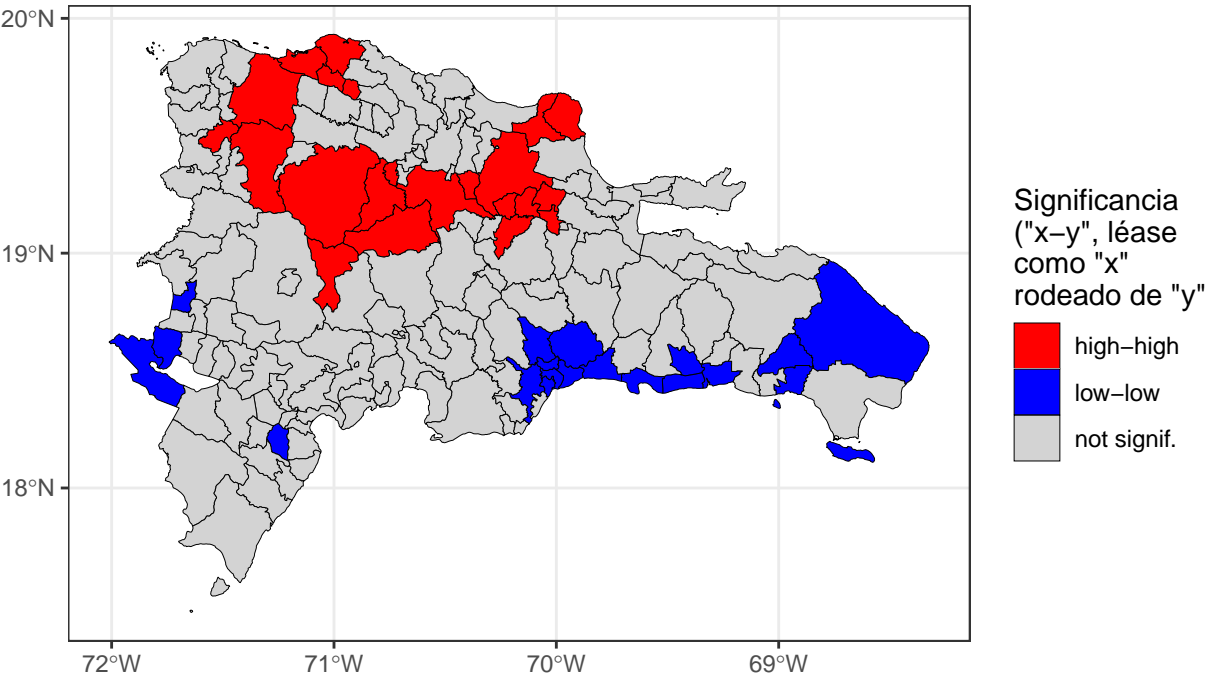 20°N
19°N
18°N
72°W
71°W
70°W
69°W
Significancia
("x−y", léase
como "x"
rodeado de "y"
high−high
low−low
not signif.